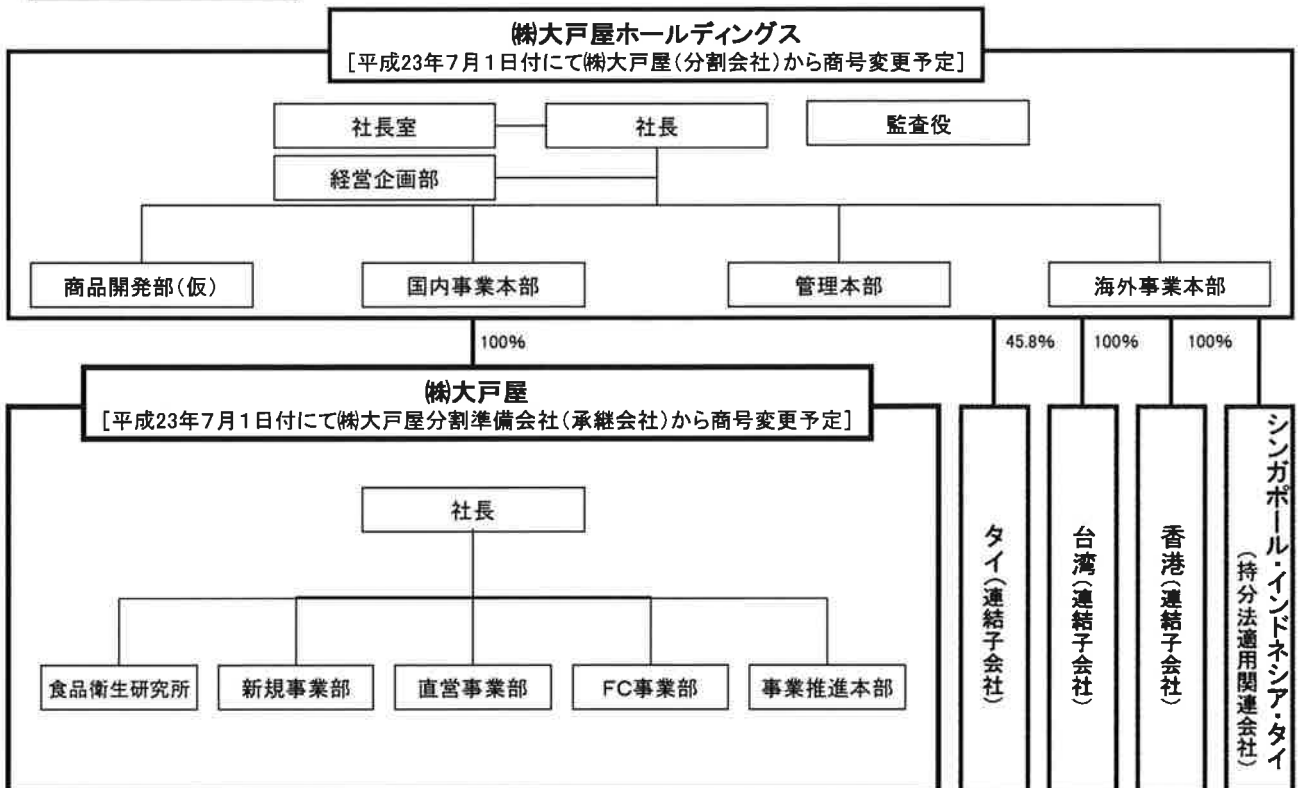 ㈱大戸屋ホールディングス
[平成23年7月1日付にて㈱大戸屋(分割会社)から商号変更予定]
社長室
社長
監査役
経営企画部
商品開発部(仮)
国内事業本部
管理本部
海外事業本部
100%
45.8%
100%
100%
㈱大戸屋
[平成23年7月1日付にて㈱大戸屋分割準備会社(承継会社)から商号変更予定]
社長
食品衛生研究所
新規事業部
直営事業部
FC事業部
事業推進本部
タイ(連結子会社)
台湾(連結子会社)
香港(連結子会社)
シンガポール・インドネシア・タイ
(持分法適用関連会社)